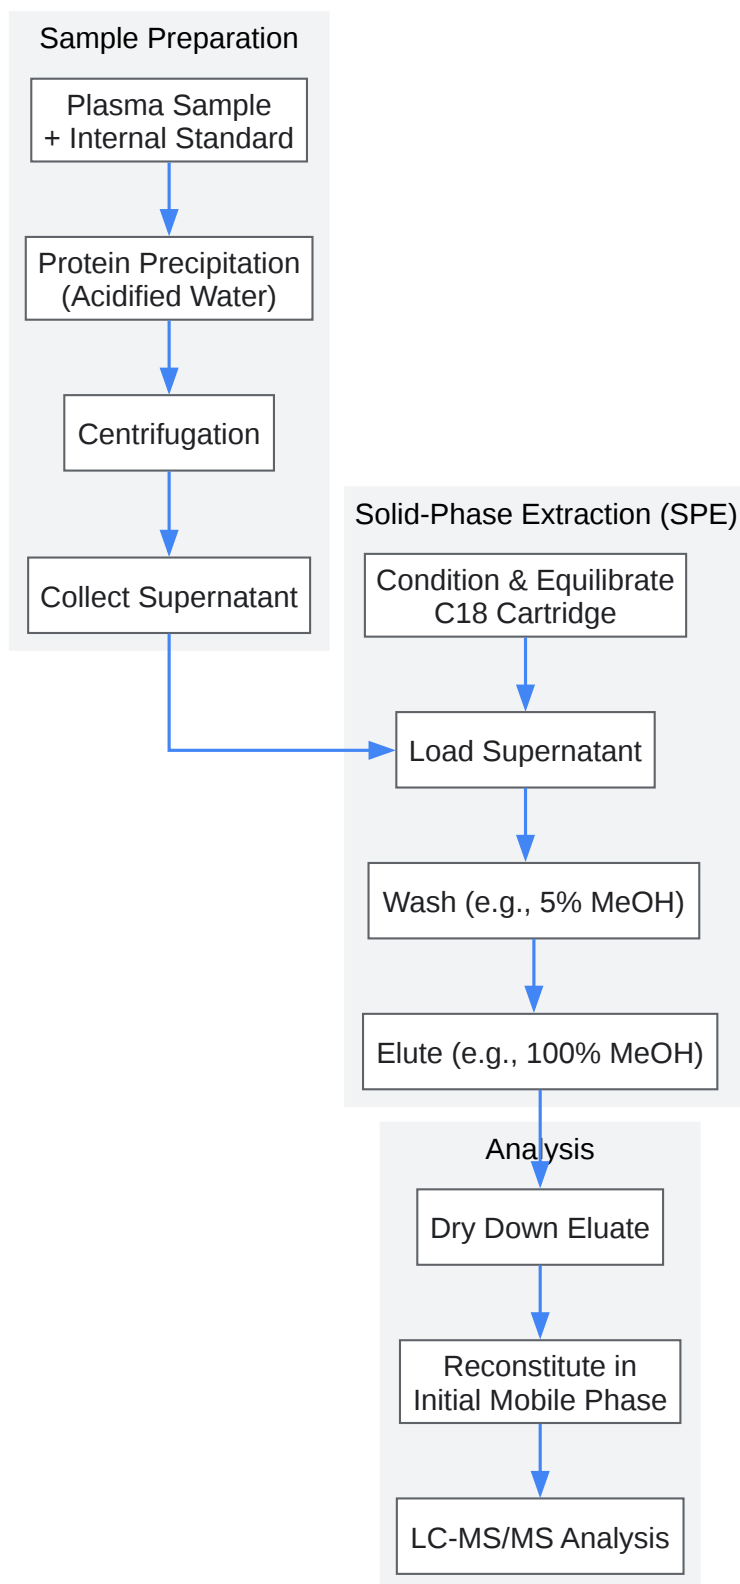 Sample Preparation
Plasma Sample
+ Internal Standard
Protein Precipitation
(Acidified Water)
Centrifugation
Collect Supernatant
Solid-Phase Extraction (SPE)
Condition & Equilibrate
C18 Cartridge
Load Supernatant
Wash (e.g., 5% MeOH)
Elute (e.g., 100% MeOH)
Analysis
Dry Down Eluate
Reconstitute in
Initial Mobile Phase
LC-MS/MS Analysis